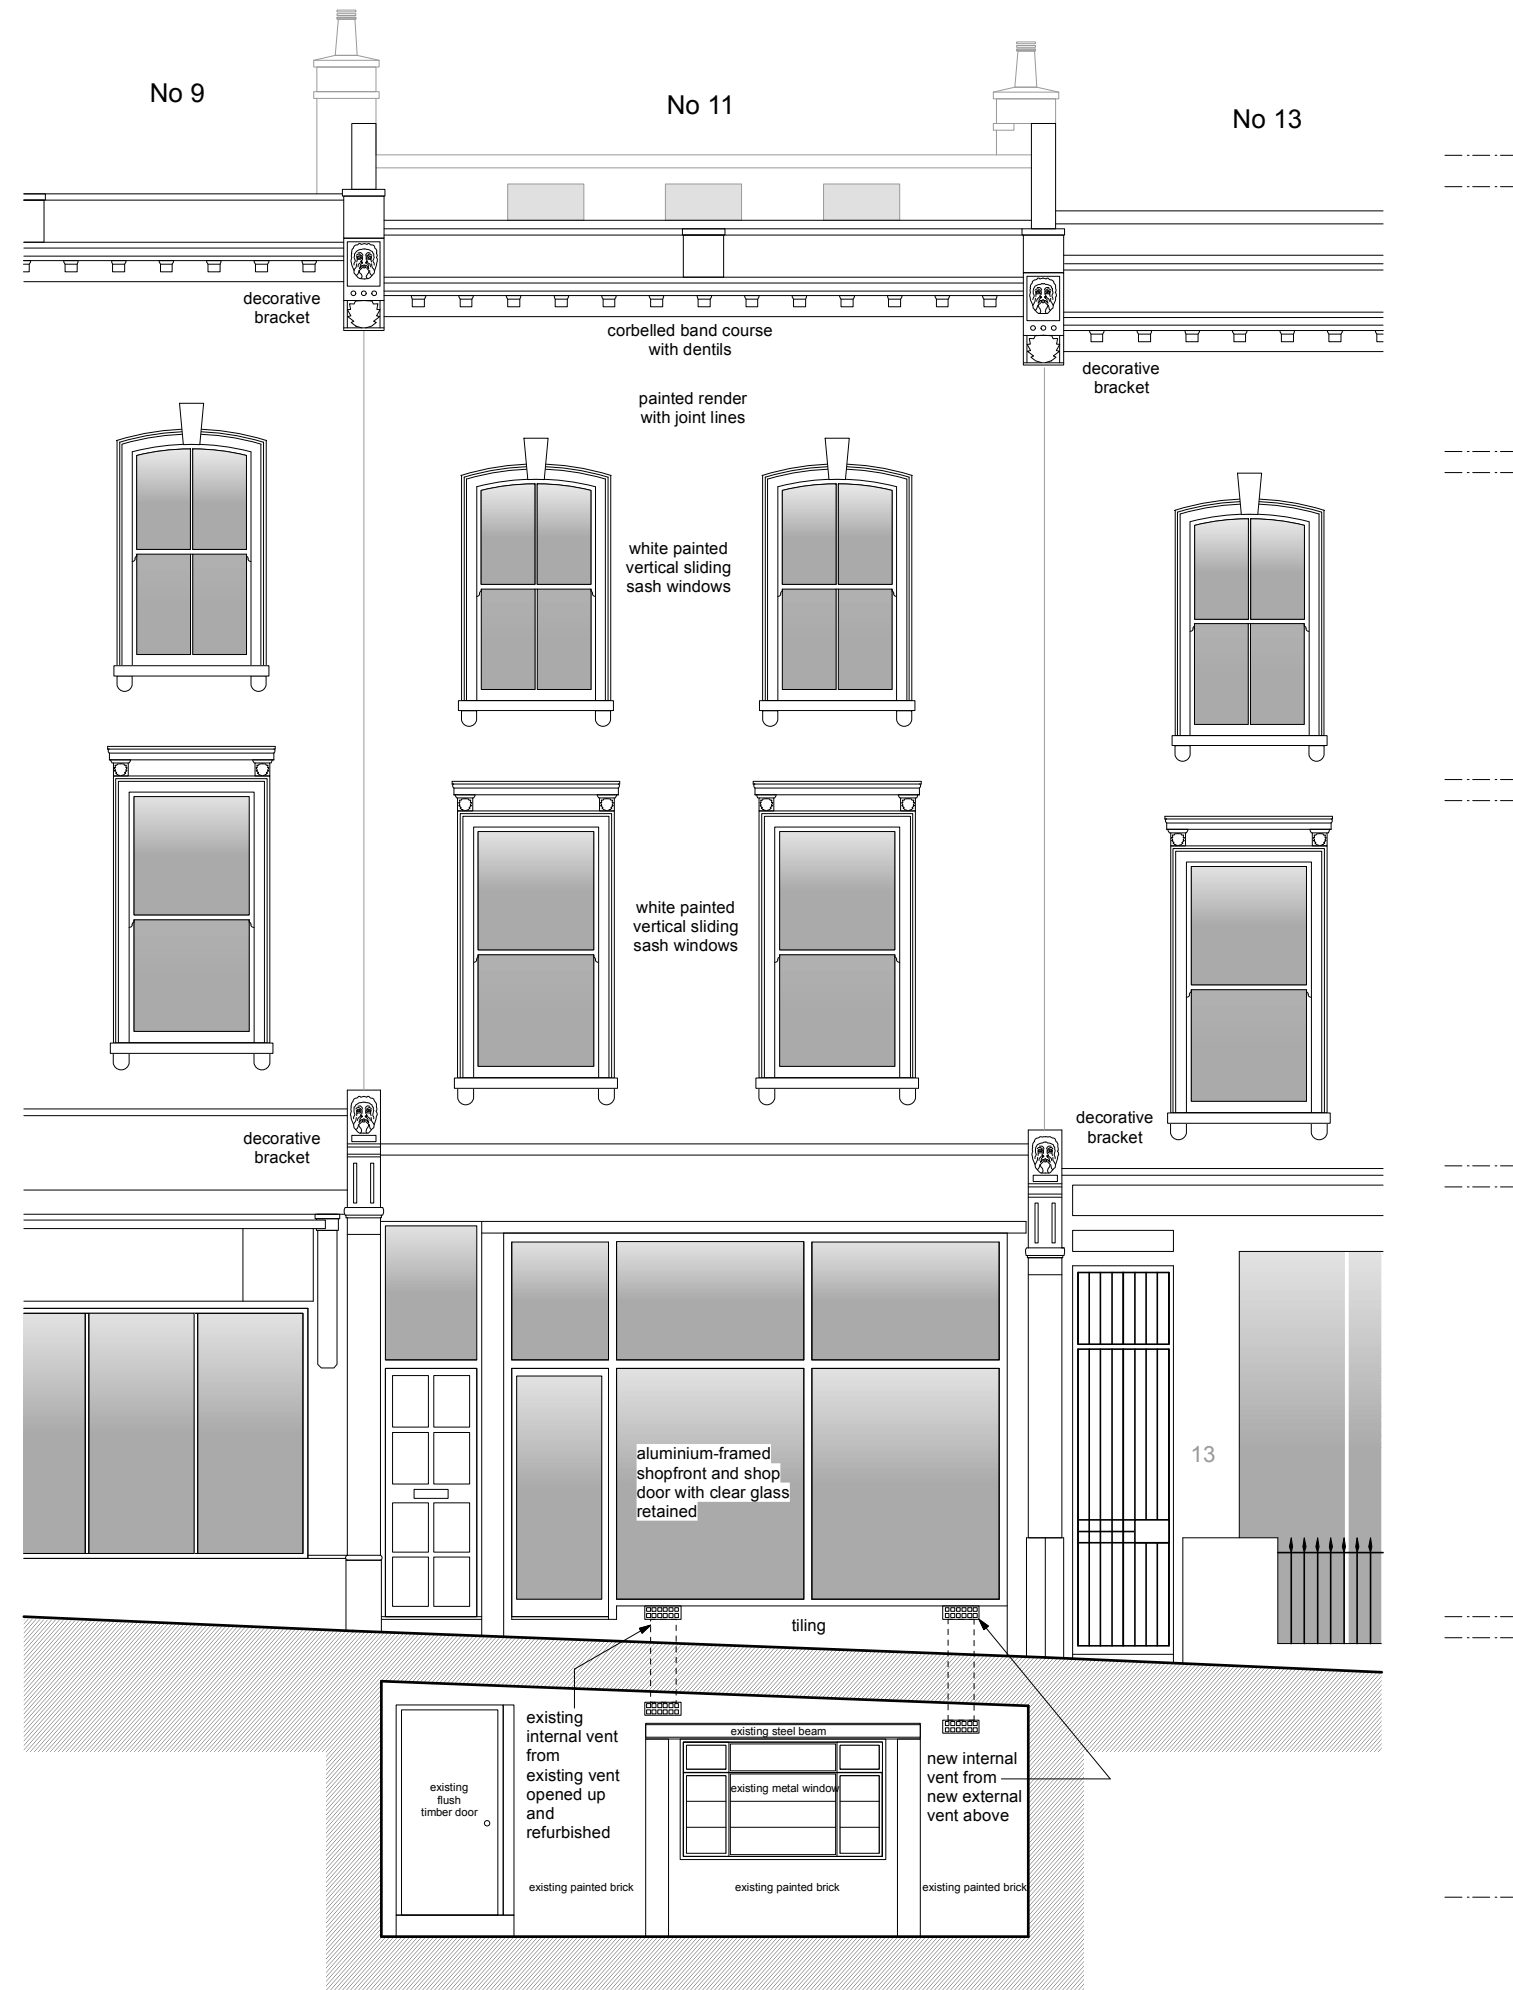 No 9
No 11
No 13
decorative
bracket
corbelled band course
with dentils
decorative
bracket
painted render
with joint lines
white painted
vertical sliding
sash windows
white painted
vertical sliding
sash windows
decorative
bracket
decorative
bracket
aluminium-framed
shopfront and shop
door with clear glass
retained
13
tiling
existing
internal vent
from
existing vent
opened up
and
refurbished
existing steel beam
new internal
vent from
new external
vent above
existing
flush
timber door
existing metal window
existing painted brick
existing painted brick
existing painted brick